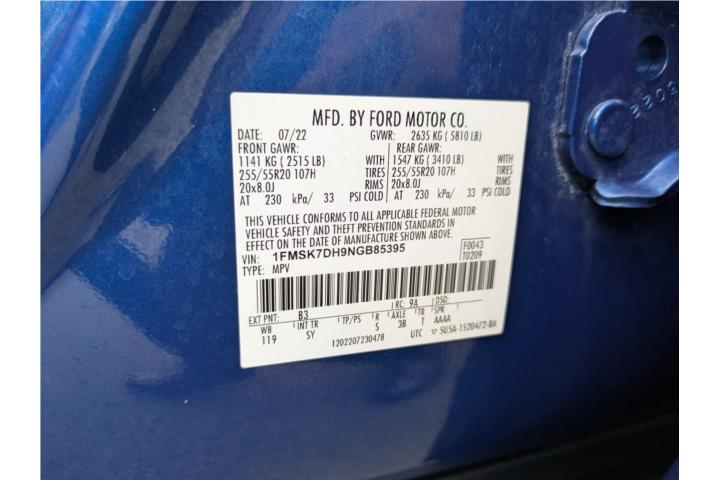 MFD. BY FORD MOTOR CO.
DATE: 07/22 GVWR: 2635 KG ( 5810 LB)
FRONT GAWR: REAR GAWR:
1141 KG ( 2515 LB) WITH 1547 KG ( 3410 LB) WITH
255/55R20 107H TIRES 255/55R20 107H TIRES
20x8.0J RIMS 20x8.0J RIMS
AT 230 kPa/ 33 PSI COLD AT 230 kPa/ 33 PSI COLD
THIS VEHICLE CONFORMS TO ALL APPLICABLE FEDERAL MOTOR
VEHICLE SAFETY AND THEFT PREVENTION STANDARDS IN
EFFECT ON THE DATE OF MANUFACTURE SHOWN ABOVE.
VIN: 1FMSK7DH9NGB85395 F0043
TYPE: MPV T0209
EXT PNT: B3 RC: 9A DSO:
WB INT TR TP/PS R AXLE TR SPR
119 SY S 3B T AAAA
1202207230478 UTC 5U5A-1520472-BA